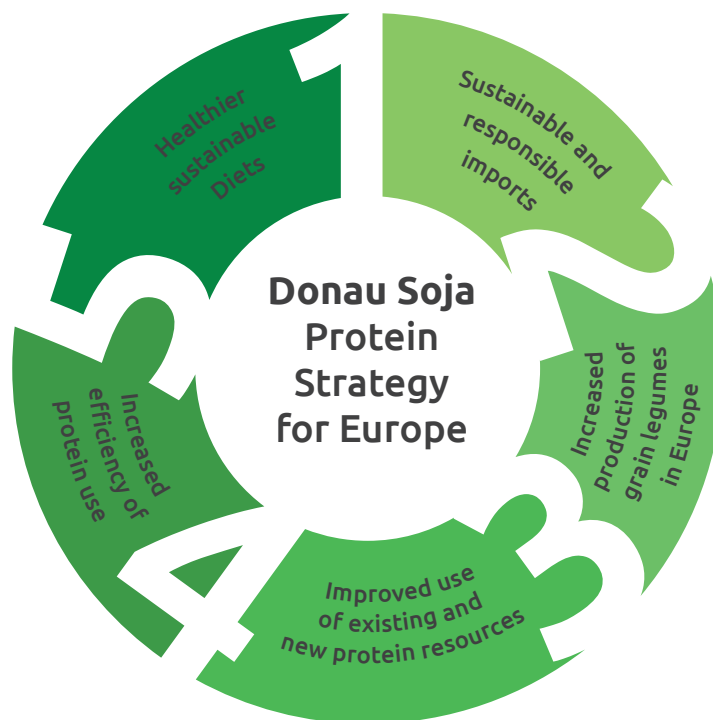 Donau Soja
Protein
Strategy
for Europe
1
Sustainable and
responsible
imports
2
Increased
production of
grain legumes
in Europe
3
Improved use
of existing and
new protein resources
4
Increased
efficiency of
protein use
5
Healthier
sustainable
Diets